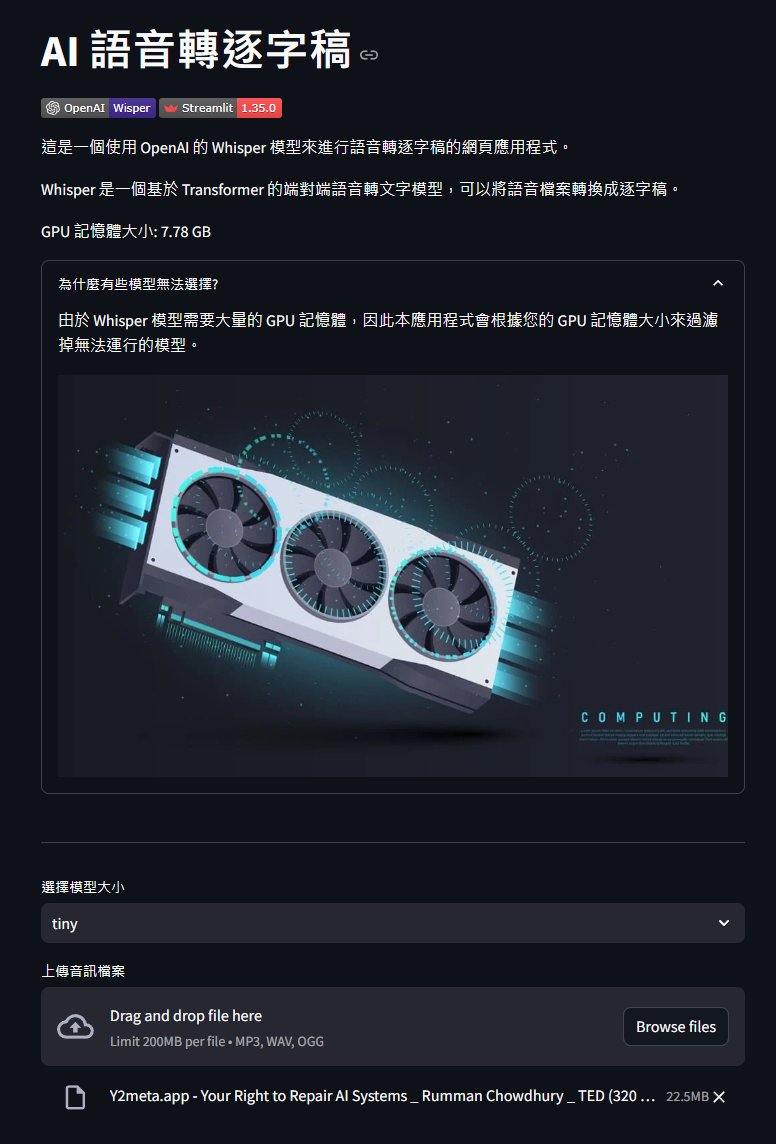 AI 語音轉逐字稿
OpenAI Wisper Streamlit 1.35.0
這是一個使用 OpenAI 的 Whisper 模型來進行語音轉逐字稿的網頁應用程式。
Whisper 是一個基於 Transformer 的端對端語音轉文字模型，可以將語音檔案轉換成逐字稿。
GPU 記憶體大小: 7.78 GB
為什麼有些模型無法選擇?
由於 Whisper 模型需要大量的 GPU 記憶體，因此本應用程式會根據您的 GPU 記憶體大小來過濾
掉無法運行的模型。
COMPUTING
選擇模型大小
tiny
上傳音訊檔案
Drag and drop file here
Browse files
Limit 200MB per file • MP3, WAV, OGG
Y2meta.app - Your Right to Repair AI Systems _ Rumman Chowdhury _ TED (320 … 22.5MB